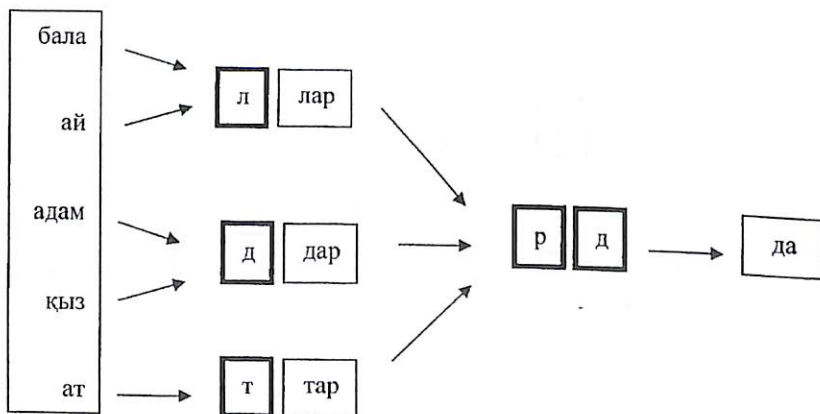 бала
ай
адам
қыз
ат
л лар
д дар
т тар
р д
да